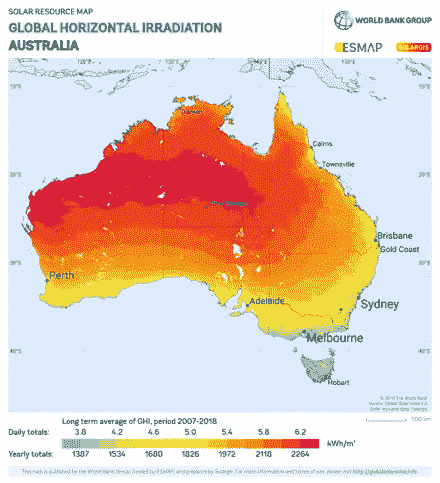 SOLAR RESOURCE MAP
GLOBAL HORIZONTAL IRRADIATION
AUSTRALIA
WORLD BANK GROUP
ESMAP
SOLARGIS
Darwin
Cairns
Townsville
Brisbane
Gold Coast
Perth
Adelaide
Sydney
Melbourne
Hobart
© 2019 The World Bank
Source: Global Solar Atlas 2.0
Solar resource data: Solargis
Long term average of GHI, period 2007-2018
500 km
Daily totals: 3.8 4.2 4.6 5.0 5.4 5.8 6.2
kWh/m²
Yearly totals: 1387 1534 1680 1826 1972 2118 2264
This map is published by the World Bank Group, funded by ESMAP, and prepared by Solargis. For more information and terms of use, please visit http://globalsolaratlas.info